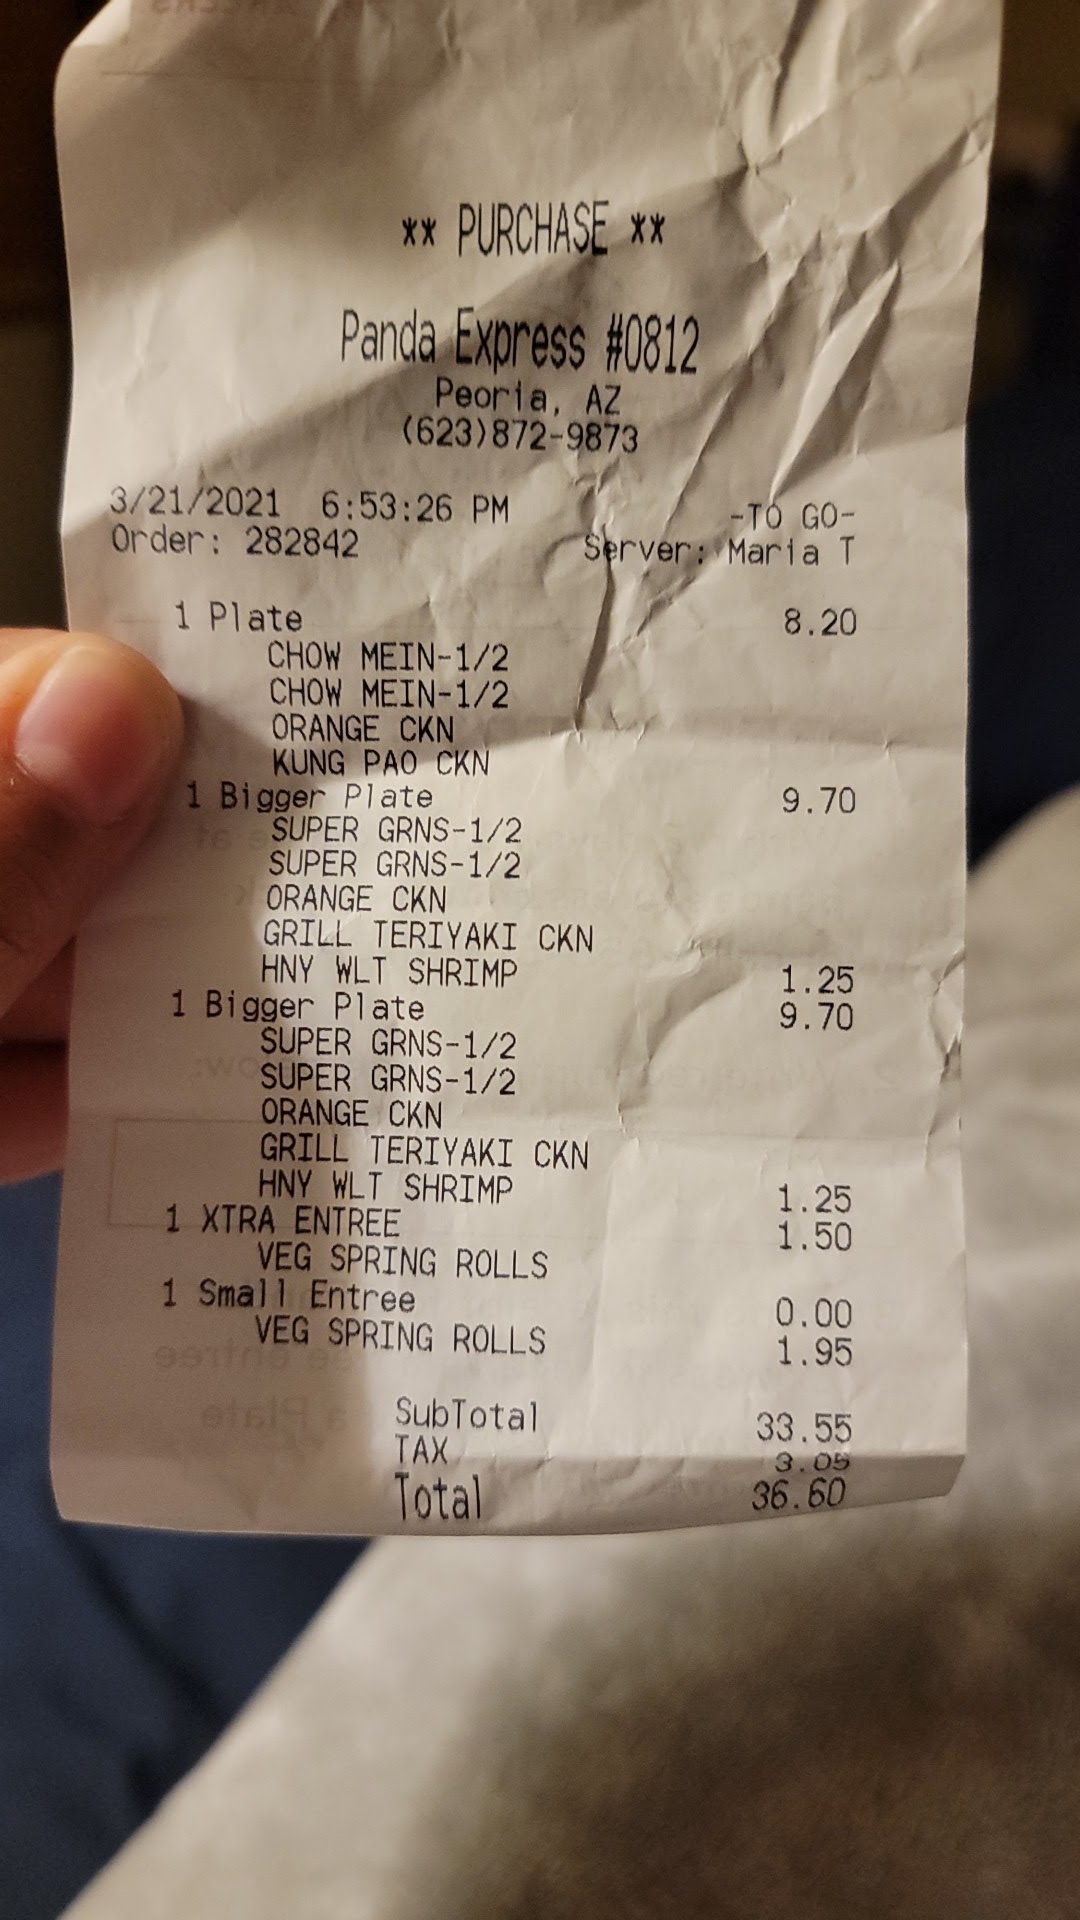 ** PURCHASE **
Panda Express #0812
Peoria, AZ
(623)872-9873
3/21/2021 6:53:26 PM -TO GO-
Order: 282842 Server: Maria T
1 Plate 8.20
CHOW MEIN-1/2
CHOW MEIN-1/2
ORANGE CKN
KUNG PAO CKN
1 Bigger Plate 9.70
SUPER GRNS-1/2
SUPER GRNS-1/2
ORANGE CKN
GRILL TERIYAKI CKN
HNY WLT SHRIMP 1.25
1 Bigger Plate 9.70
SUPER GRNS-1/2
SUPER GRNS-1/2
ORANGE CKN
GRILL TERIYAKI CKN
HNY WLT SHRIMP 1.25
1 XTRA ENTREE 1.50
VEG SPRING ROLLS
1 Small Entree 0.00
VEG SPRING ROLLS 1.95
SubTotal 33.55
TAX 3.05
Total 36.60